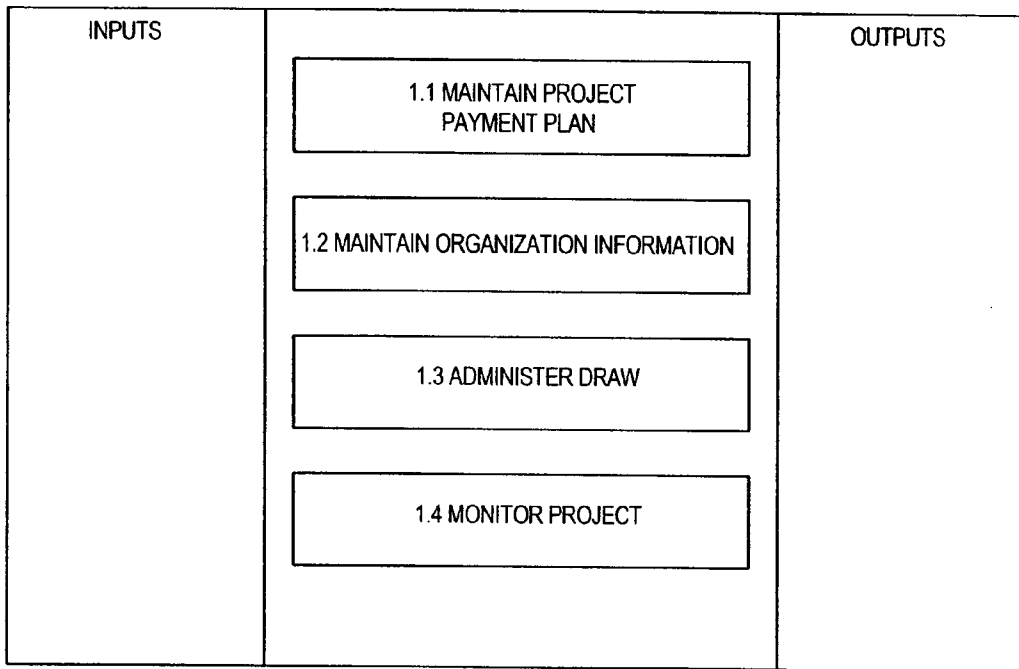 INPUTS
OUTPUTS
1.1 MAINTAIN PROJECT
PAYMENT PLAN
1.2 MAINTAIN ORGANIZATION INFORMATION
1.3 ADMINISTER DRAW
1.4 MONITOR PROJECT